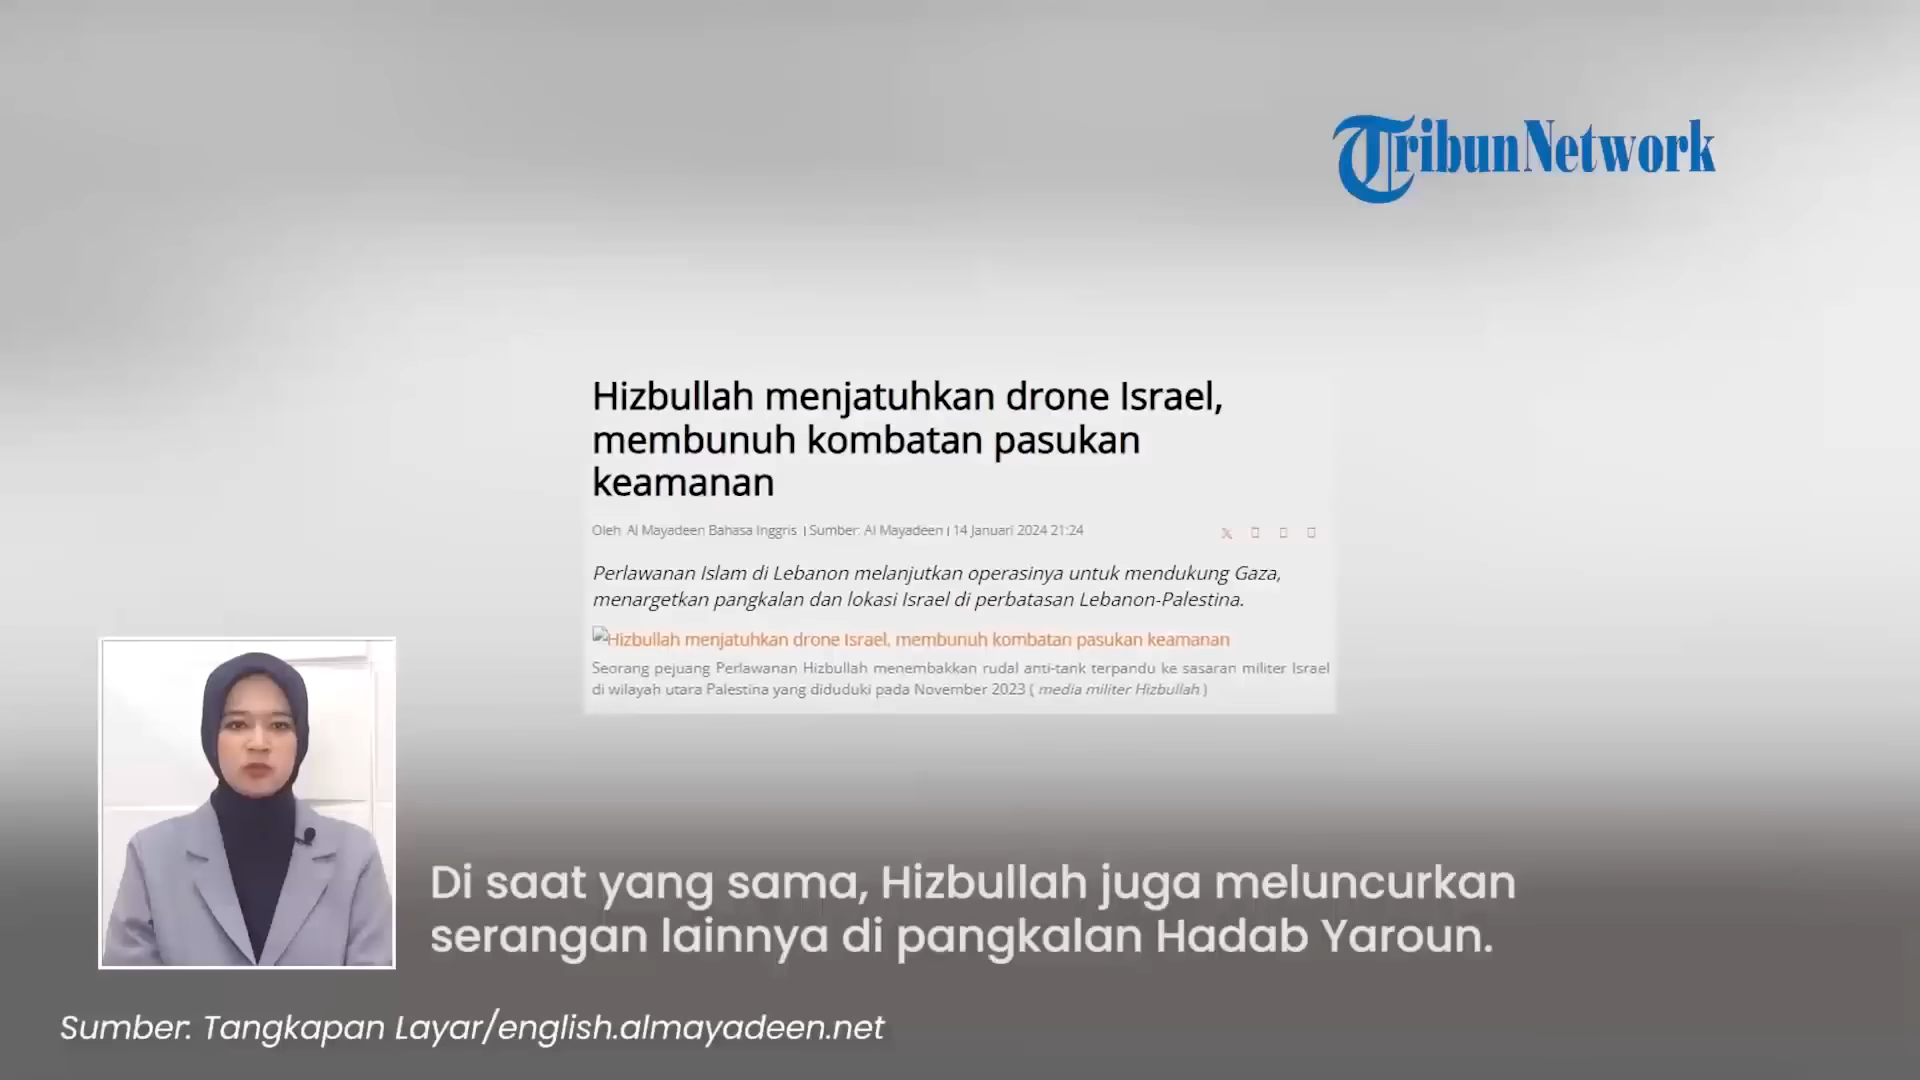 TribunNetwork
Hizbullah menjatuhkan drone Israel,
membunuh kombatan pasukan
keamanan
Oleh Al Mayadeen Bahasa Inggris | Sumber: Al Mayadeen | 14 Januari 2024 21:24
Perlawanan Islam di Lebanon melanjutkan operasinya untuk mendukung Gaza,
menargetkan pangkalan dan lokasi Israel di perbatasan Lebanon-Palestina.
Hizbullah menjatuhkan drone Israel, membunuh kombatan pasukan keamanan
Seorang pejuang Perlawanan Hizbullah menembakkan rudal anti-tank terpandu ke sasaran militer Israel
di wilayah utara Palestina yang diduduki pada November 2023 ( media militer Hizbullah )
Di saat yang sama, Hizbullah juga meluncurkan
serangan lainnya di pangkalan Hadab Yaroun.
Sumber: Tangkapan Layar/english.almayadeen.net